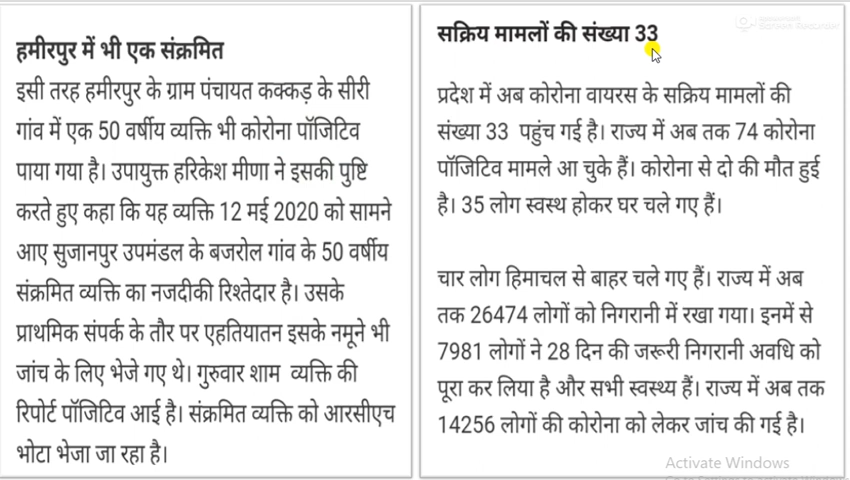 हमीरपुर में भी एक संक्रमित
इसी तरह हमीरपुर के ग्राम पंचायत कक्कड़ के सीरी
गांव में एक 50 वर्षीय व्यक्ति भी कोरोना पॉजिटिव
पाया गया है। उपायुक्त हरिकेश मीणा ने इसकी पुष्टि
करते हुए कहा कि यह व्यक्ति 12 मई 2020 को सामने
आए सुजानपुर उपमंडल के बजरोल गांव के 50 वर्षीय
संक्रमित व्यक्ति का नजदीकी रिश्तेदार है। उसके
प्राथमिक संपर्क के तौर पर एहतियातन इसके नमूने भी
जांच के लिए भेजे गए थे। गुरुवार शाम व्यक्ति की
रिपोर्ट पॉजिटिव आई है। संक्रमित व्यक्ति को आरसीएच
भोटा भेजा जा रहा है।
सक्रिय मामलों की संख्या 33
प्रदेश में अब कोरोना वायरस के सक्रिय मामलों की
संख्या 33 पहुंच गई है। राज्य में अब तक 74 कोरोना
पॉजिटिव मामले आ चुके हैं। कोरोना से दो की मौत हुई
है। 35 लोग स्वस्थ होकर घर चले गए हैं।
चार लोग हिमाचल से बाहर चले गए हैं। राज्य में अब
तक 26474 लोगों को निगरानी में रखा गया। इनमें से
7981 लोगों ने 28 दिन की जरूरी निगरानी अवधि को
पूरा कर लिया है और सभी स्वस्थ्य हैं। राज्य में अब तक
14256 लोगों की कोरोना को लेकर जांच की गई है।
Activate Windows